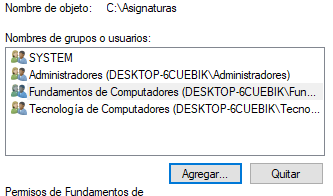 Nombre de objeto: C:\Asignaturas
Nombres de grupos o usuarios:
SYSTEM
Administradores (DESKTOP-6CUEBIK\Administradores)
Fundamentos de Computadores (DESKTOP-6CUEBIK\Fun...
Tecnología de Computadores (DESKTOP-6CUEBIK\Tecno...
Agregar... Quitar
Permisos de Fundamentos de